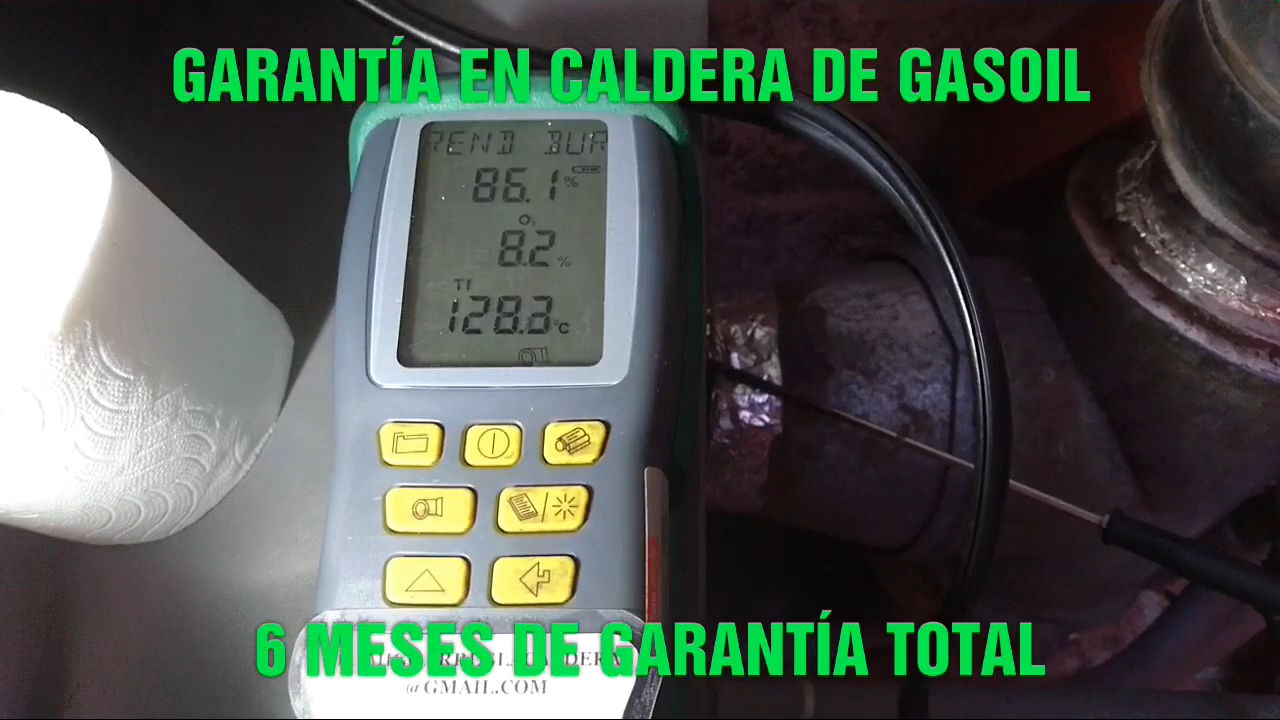 GARANTÍA EN CALDERA DE GASOIL
REND BUR
86.1 %
O₂
8.2 %
T1
128.3 °C
6 MESES DE GARANTÍA TOTAL
@GMAIL.COM